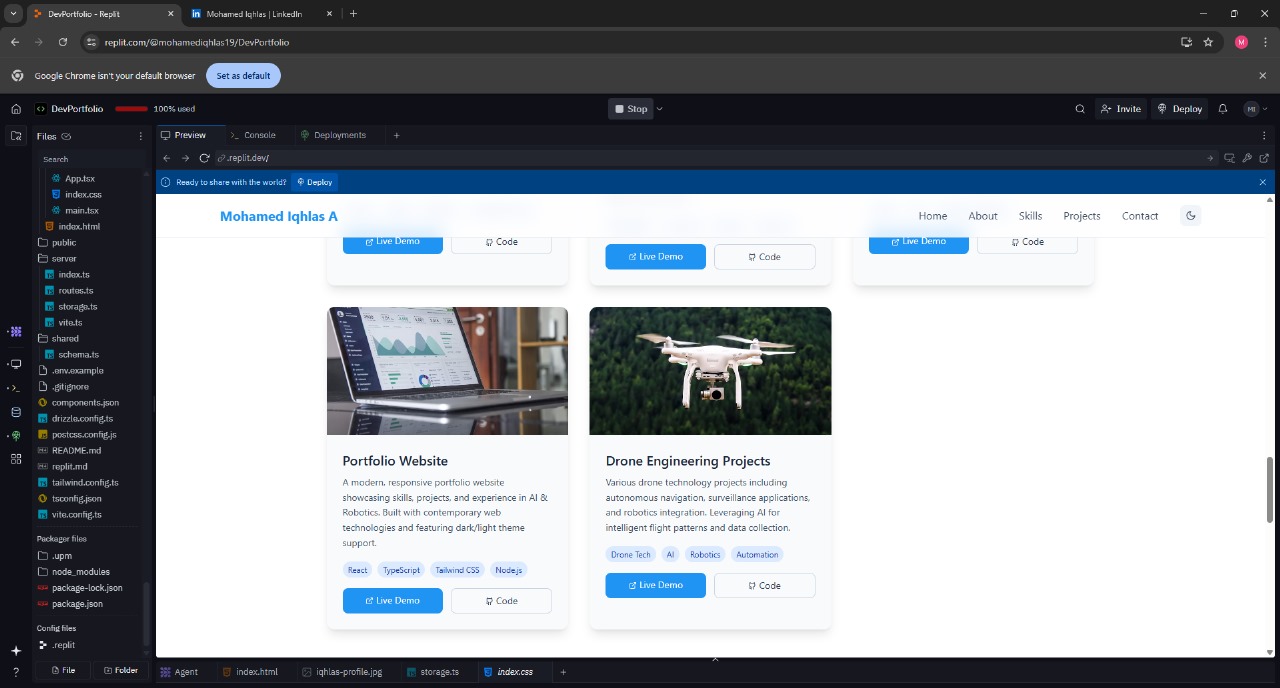 DevPortfolio - Replit
Mohamed Iqhlas | LinkedIn
replit.com/@mohamediqhlas19/DevPortfolio
M
Google Chrome isn't your default browser
Set as default
DevPortfolio
100% used
Stop
Invite
Deploy
MI
Files
Search
App.tsx
index.css
main.tsx
index.html
public
server
index.ts
routes.ts
storage.ts
vite.ts
shared
schema.ts
.env.example
.gitignore
components.json
drizzle.config.ts
postcss.config.js
README.md
replit.md
tailwind.config.ts
tsconfig.json
vite.config.ts
Packager files
.upm
node_modules
package-lock.json
package.json
Config files
.replit
File
Folder
Preview
Console
Deployments
.replit.dev/
Ready to share with the world?
Deploy
Mohamed Iqhlas A
Home
About
Skills
Projects
Contact
Live Demo
Code
Live Demo
Code
Live Demo
Code
Portfolio Website
A modern, responsive portfolio website
showcasing skills, projects, and experience in AI &
Robotics. Built with contemporary web
technologies and featuring dark/light theme
support.
React
TypeScript
Tailwind CSS
Node.js
Live Demo
Code
Drone Engineering Projects
Various drone technology projects including
autonomous navigation, surveillance applications,
and robotics integration. Leveraging AI for
intelligent flight patterns and data collection.
Drone Tech
AI
Robotics
Automation
Live Demo
Code
Agent
index.html
iqhlas-profile.jpg
storage.ts
index.css